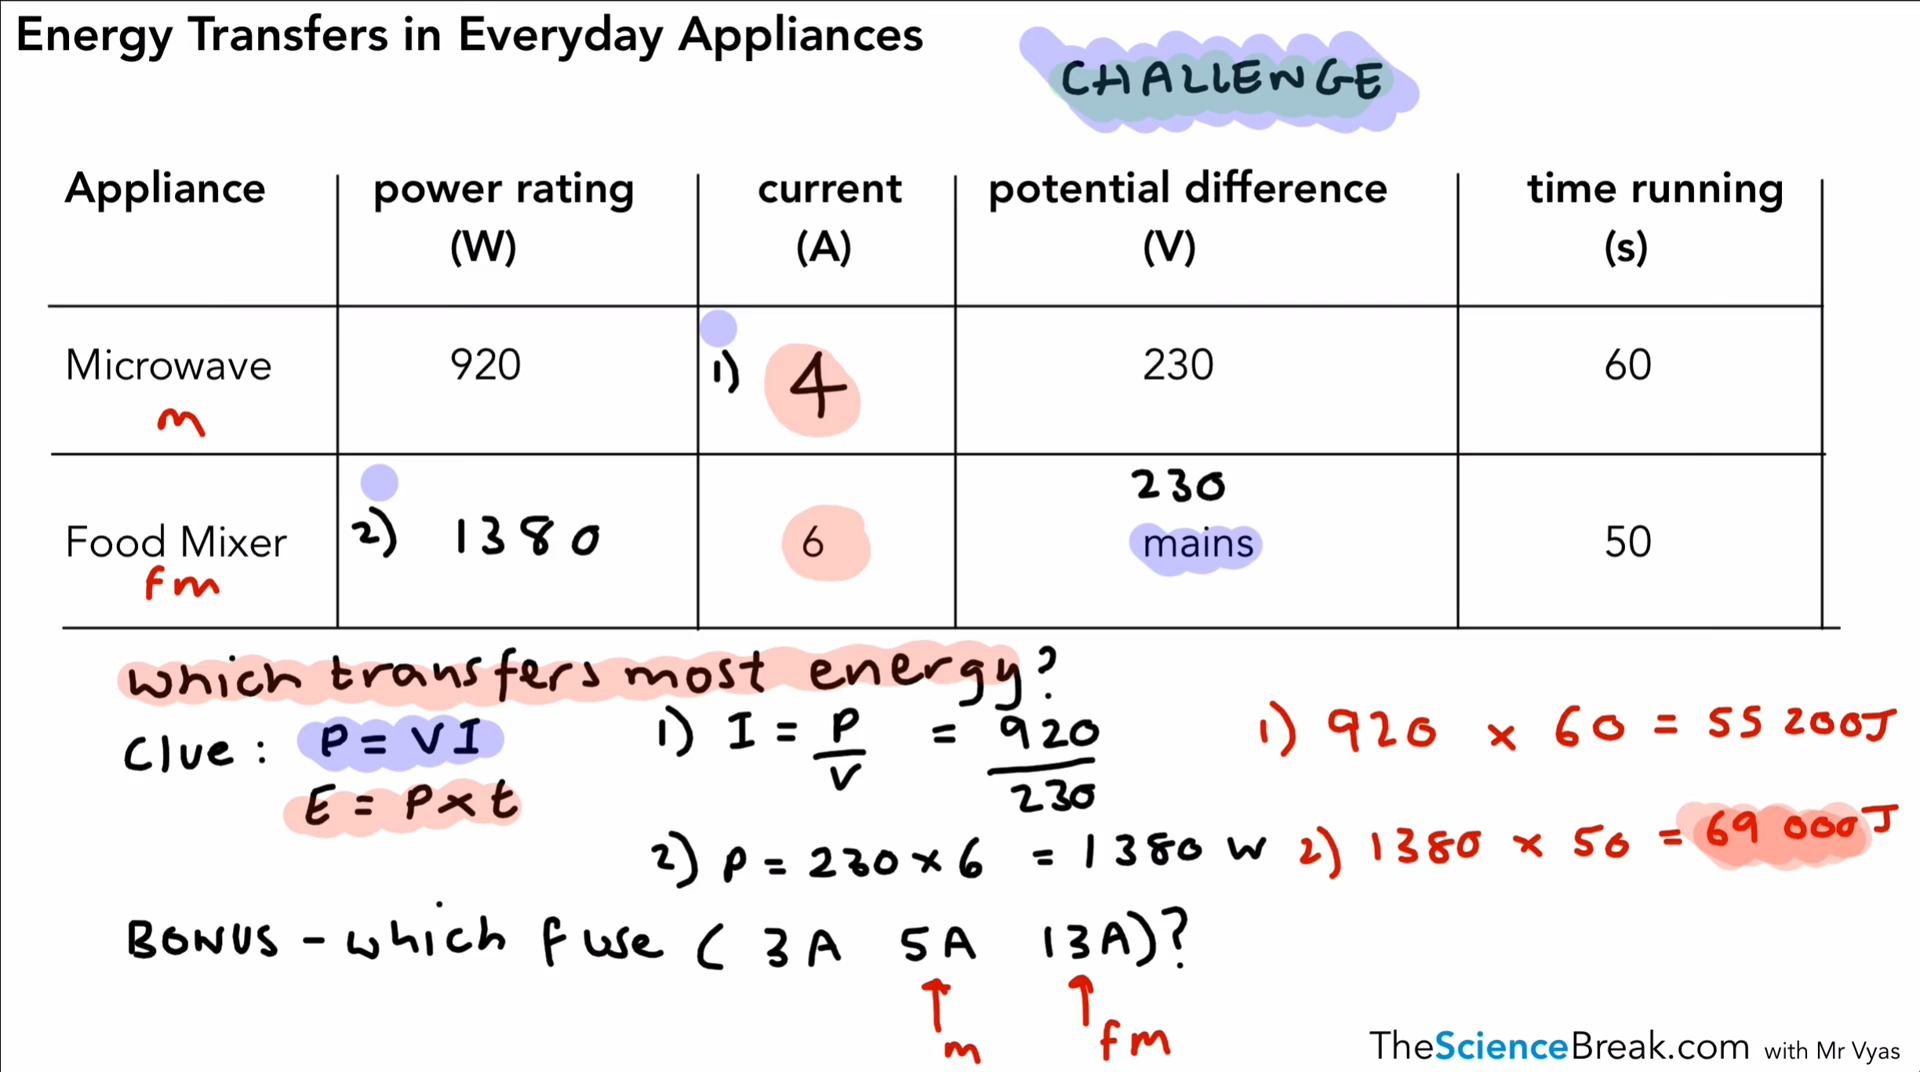 Energy Transfers in Everyday Appliances
CHALLENGE
Appliance power rating (W) current (A) potential difference (V) time running (s)
Microwave 920 1) 4 230 60
m
230
Food Mixer 2) 1380 6 mains 50
fm
which transfers most energy?
Clue: P = VI
E = P x t
1) I = P/V = 920/230
2) P = 230 x 6 = 1380 W
1) 920 x 60 = 55 200J
2) 1380 x 50 = 69 000J
BONUS - which fuse ( 3A 5A 13A)?
↑ ↑
m fm
TheScienceBreak.com with Mr Vyas